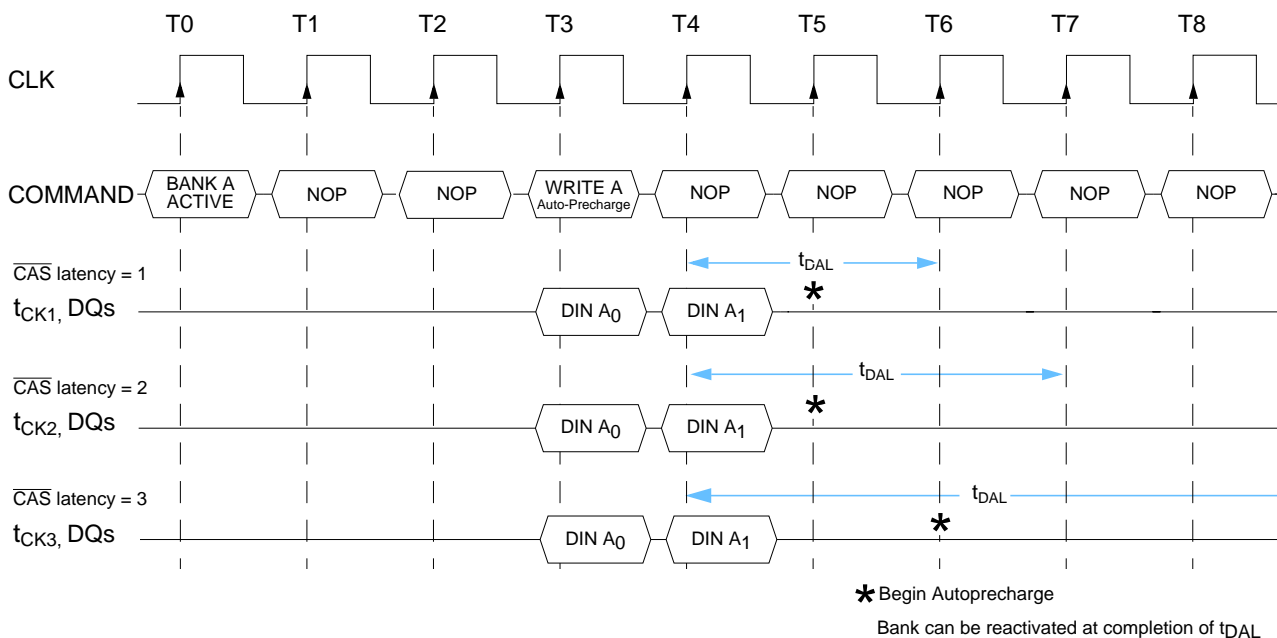 T0 T1 T2 T3 T4 T5 T6 T7 T8
CLK
COMMAND
BANK A
ACTIVE
NOP
NOP
WRITE A
Auto-Precharge
NOP
NOP
NOP
NOP
NOP
CAS latency = 1
tDAL
*
tCK1, DQs
DIN A0
DIN A1
CAS latency = 2
tDAL
*
tCK2, DQs
DIN A0
DIN A1
CAS latency = 3
tDAL
*
tCK3, DQs
DIN A0
DIN A1
* Begin Autoprecharge
Bank can be reactivated at completion of tDAL